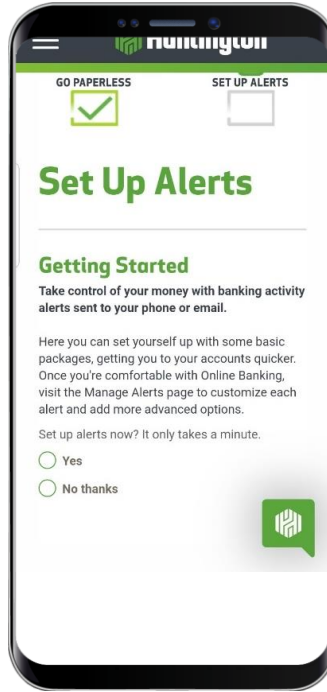 Huntington
GO PAPERLESS SET UP ALERTS
Set Up Alerts
Getting Started
Take control of your money with banking activity
alerts sent to your phone or email.
Here you can set yourself up with some basic
packages, getting you to your accounts quicker.
Once you're comfortable with Online Banking,
visit the Manage Alerts page to customize each
alert and add more advanced options.
Set up alerts now? It only takes a minute.
Yes
No thanks